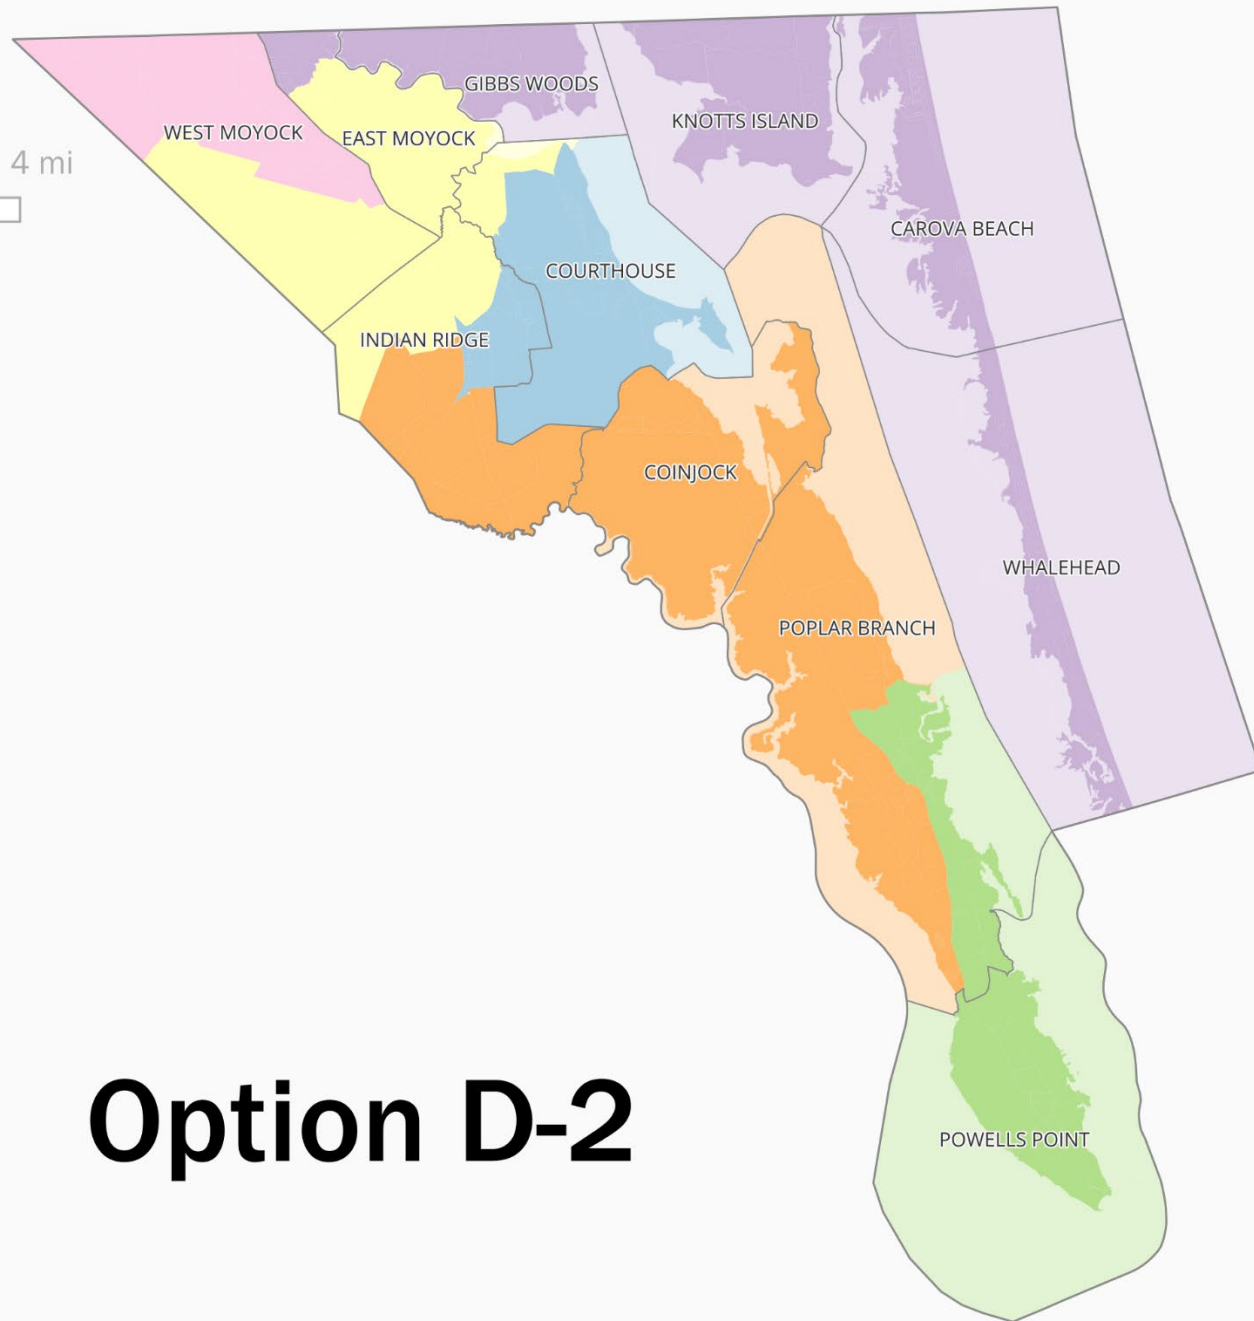 GIBBS WOODS
KNOTTS ISLAND
WEST MOYOCK
EAST MOYOCK
4 mi
CAROVA BEACH
COURTHOUSE
INDIAN RIDGE
COINJOCK
WHALEHEAD
POPLAR BRANCH
Option D-2
POWELLS POINT